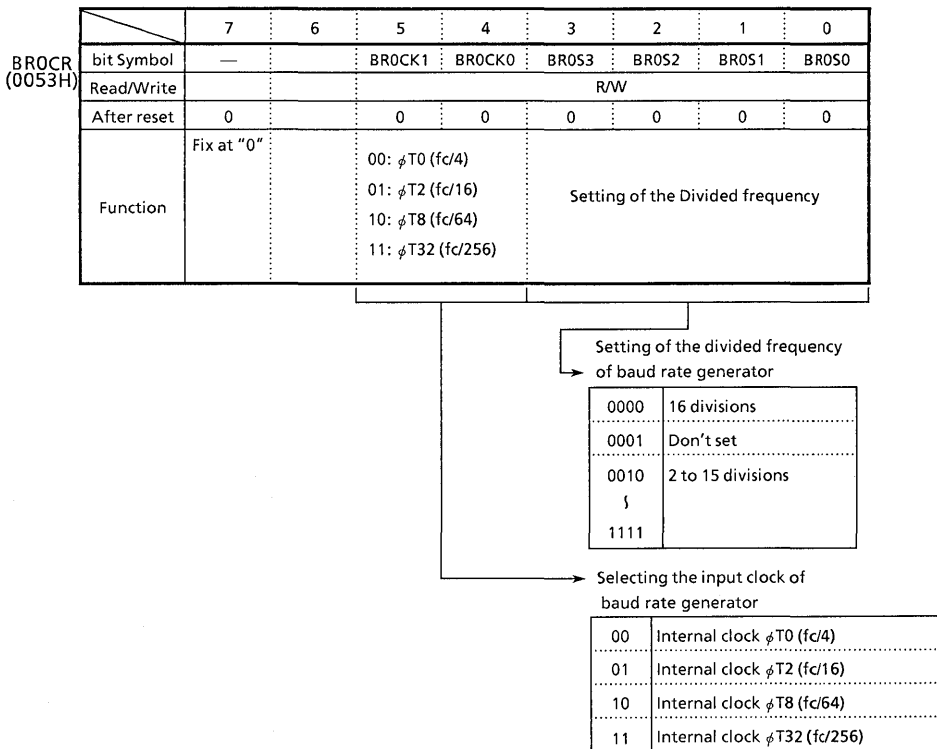 7 6 5 4 3 2 1 0
BR0CR
(0053H)
bit Symbol — BR0CK1 BR0CK0 BR0S3 BR0S2 BR0S1 BR0S0
Read/Write R/W
After reset 0 0 0 0 0 0 0
Function
Fix at "0"
00: φT0 (fc/4)
01: φT2 (fc/16)
10: φT8 (fc/64)
11: φT32 (fc/256)
Setting of the Divided frequency
Setting of the divided frequency
of baud rate generator
0000 16 divisions
0001 Don't set
0010 2 to 15 divisions
∫
1111
Selecting the input clock of
baud rate generator
00 Internal clock φT0 (fc/4)
01 Internal clock φT2 (fc/16)
10 Internal clock φT8 (fc/64)
11 Internal clock φT32 (fc/256)